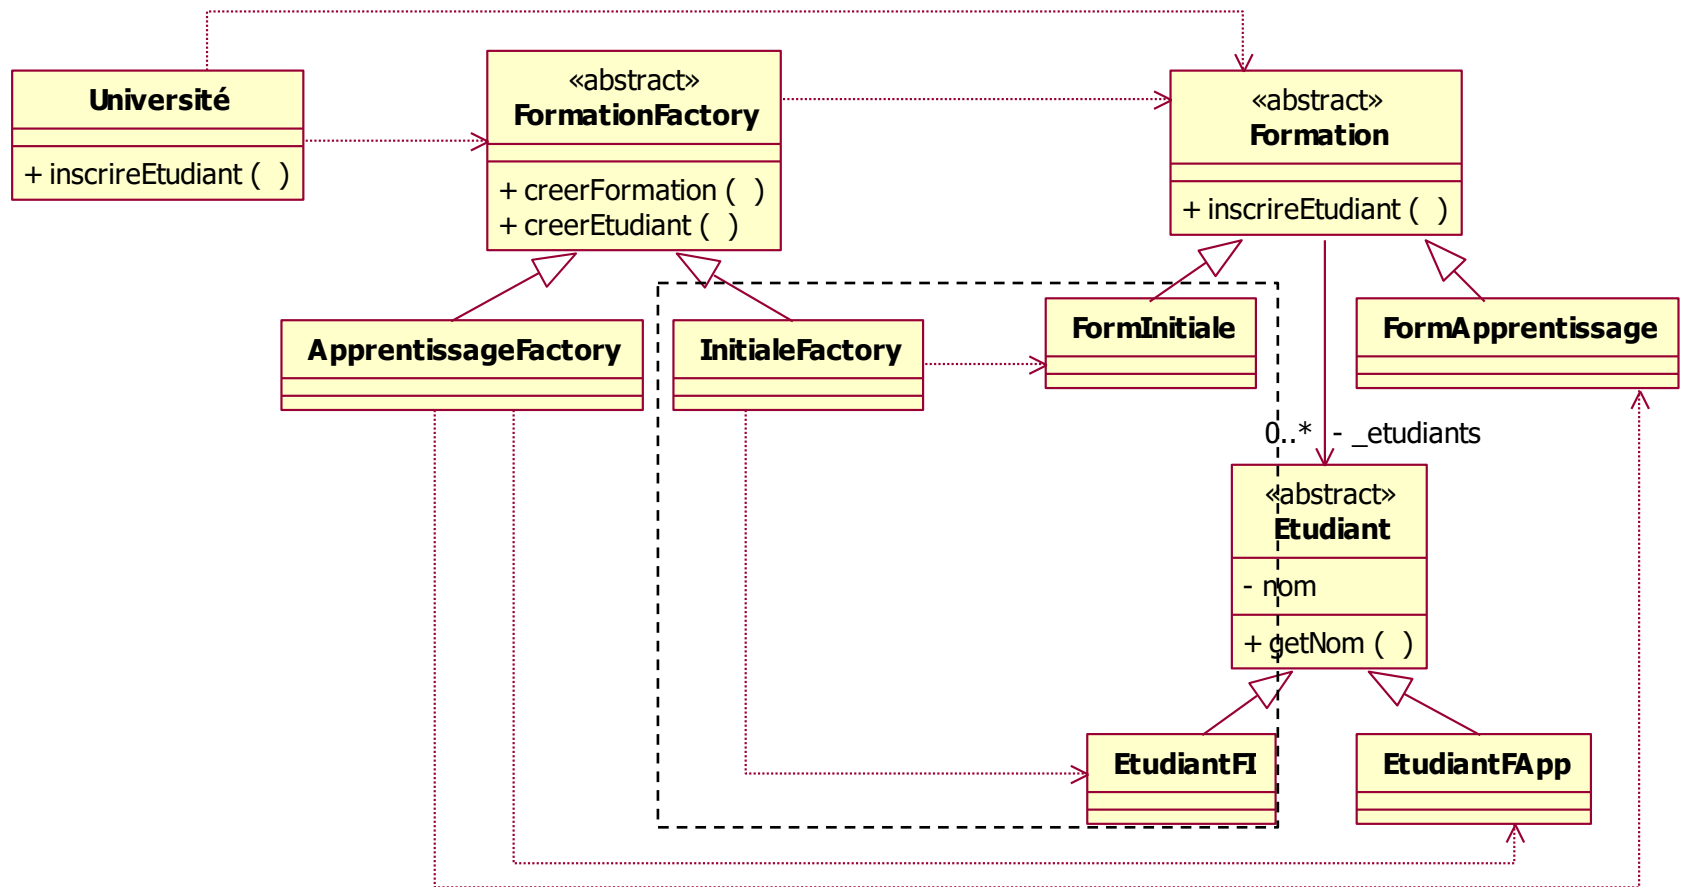 Université
+ inscrireEtudiant ( )
«abstract»
FormationFactory
+ creerFormation ( )
+ creerEtudiant ( )
«abstract»
Formation
+ inscrireEtudiant ( )
ApprentissageFactory
InitialeFactory
FormInitiale
FormApprentissage
0..* - _etudiants
«abstract»
Etudiant
- nom
+ getNom ( )
EtudiantFI
EtudiantFApp